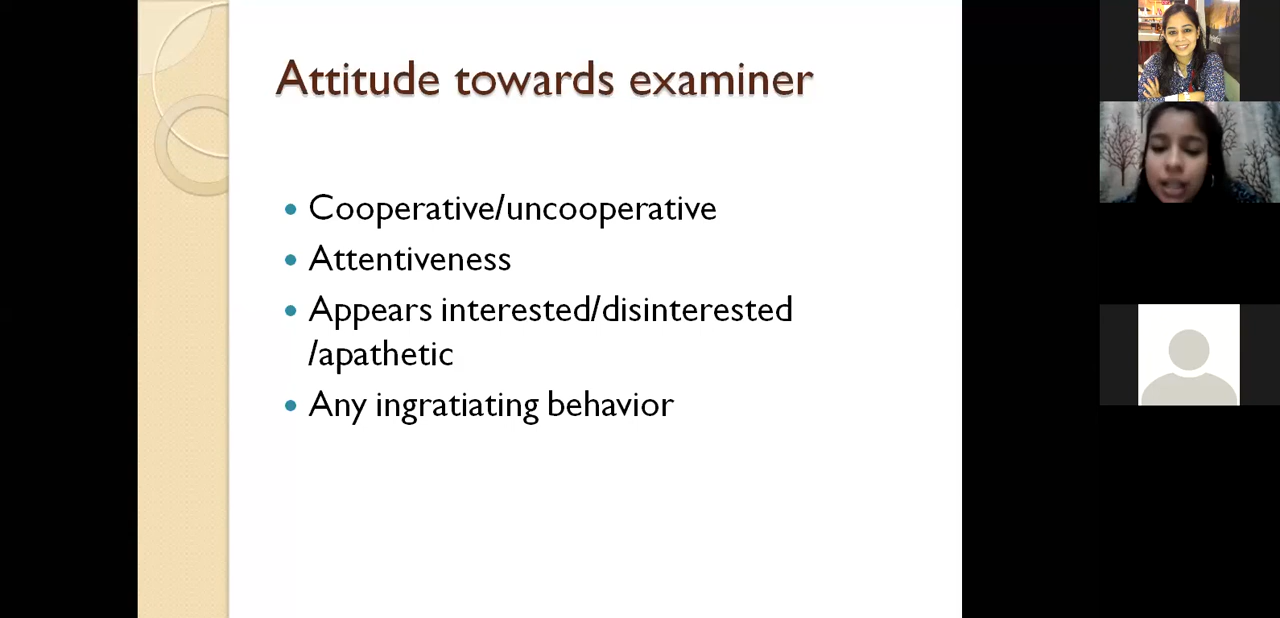 Attitude towards examiner
• Cooperative/uncooperative
• Attentiveness
• Appears interested/disinterested
/apathetic
• Any ingratiating behavior